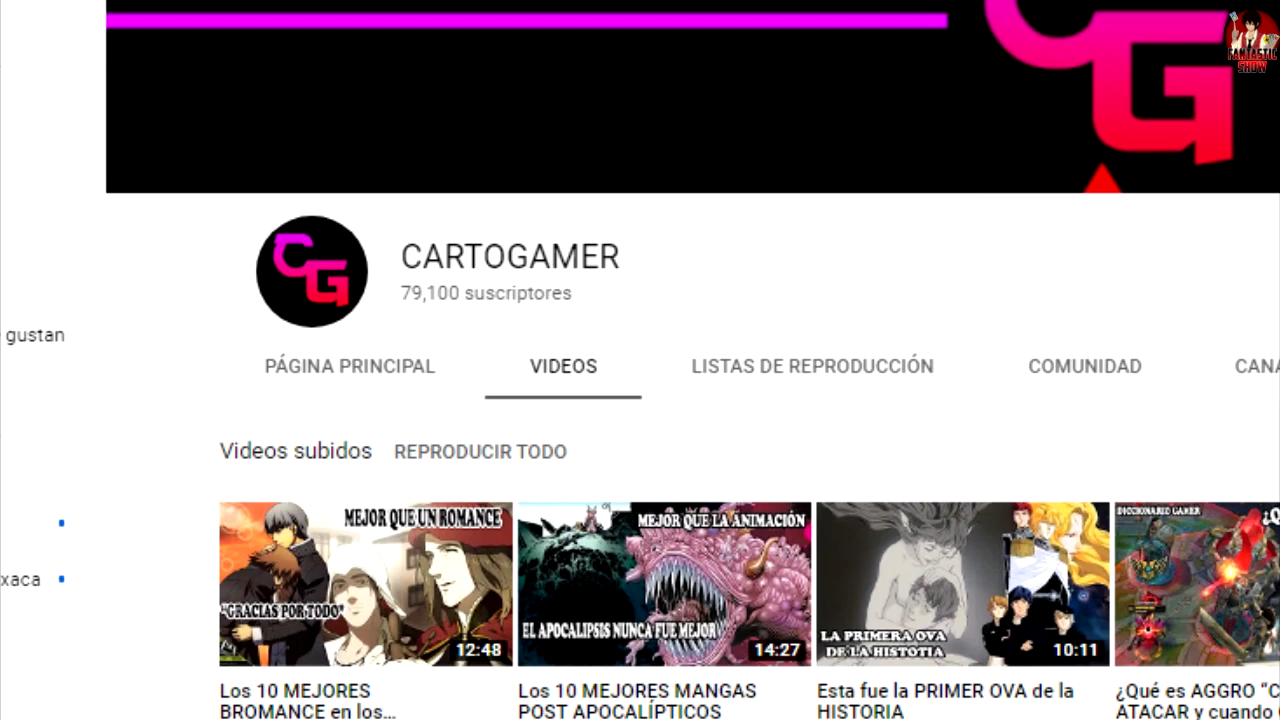 CG
FANTASTIC
SHOW
CG
CARTOGAMER
79,100 suscriptores
gustan
PÁGINA PRINCIPAL VIDEOS LISTAS DE REPRODUCCIÓN COMUNIDAD CANA
Videos subidos REPRODUCIR TODO
xaca
MEJOR QUE UN ROMANCE
"GRACIAS POR TODO"
12:48
MEJOR QUE LA ANIMACIÓN
EL APOCALIPSIS NUNCA FUE MEJOR
14:27
LA PRIMERA OVA
DE LA HISTOTIA
10:11
DICCIONARIO GAMER
Los 10 MEJORES
BROMANCE en los...
Los 10 MEJORES MANGAS
POST APOCALÍPTICOS
Esta fue la PRIMER OVA de la
HISTORIA
¿Qué es AGGRO “C
ATACAR y cuando